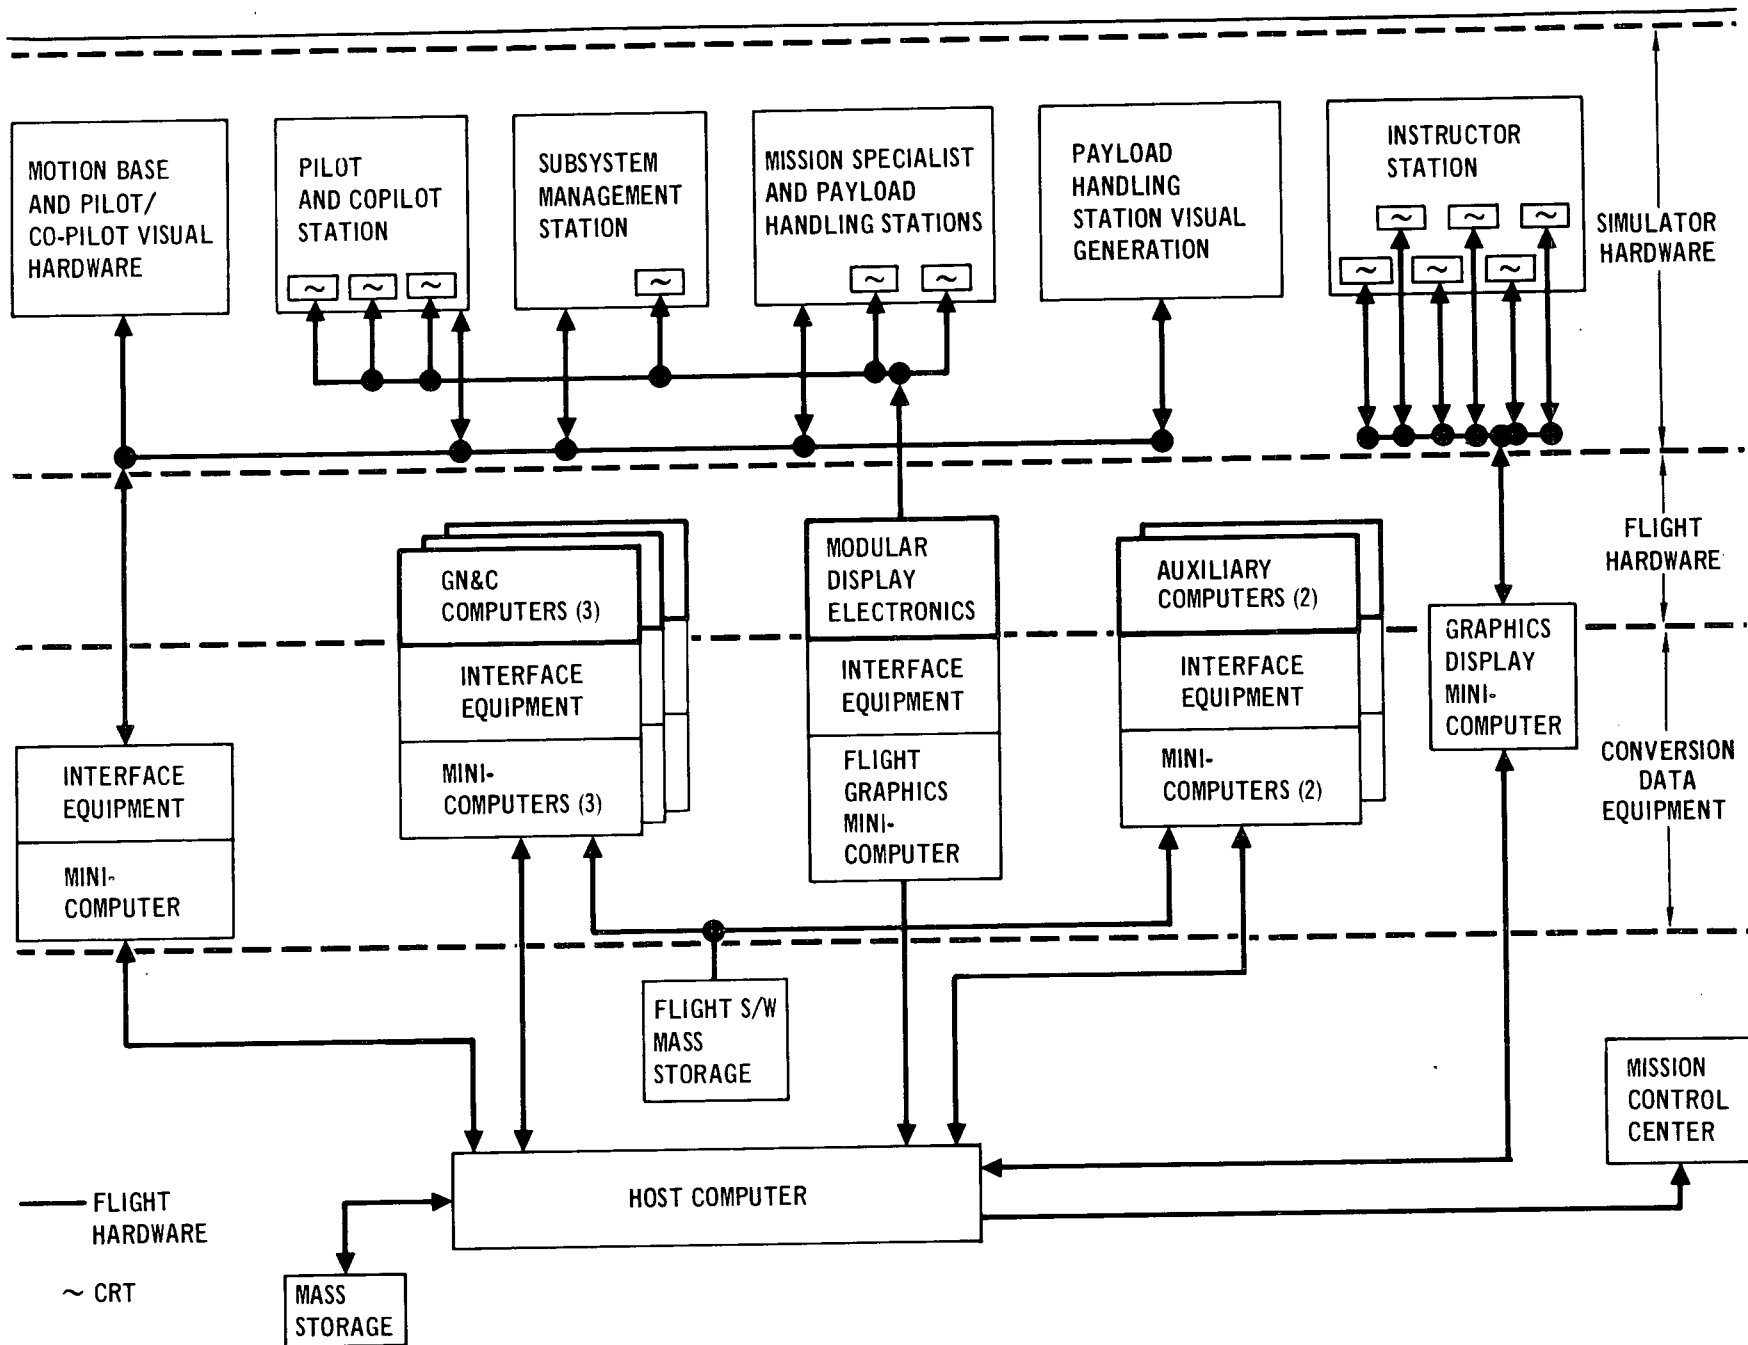 MOTION BASE
AND PILOT/
CO-PILOT VISUAL
HARDWARE
PILOT
AND COPILOT
STATION
~ ~ ~
SUBSYSTEM
MANAGEMENT
STATION
~
MISSION SPECIALIST
AND PAYLOAD
HANDLING STATIONS
~ ~
PAYLOAD
HANDLING
STATION VISUAL
GENERATION
INSTRUCTOR
STATION
~ ~ ~
~ ~ ~
SIMULATOR
HARDWARE
GN&C
COMPUTERS (3)
INTERFACE
EQUIPMENT
MINI-
COMPUTERS (3)
MODULAR
DISPLAY
ELECTRONICS
INTERFACE
EQUIPMENT
FLIGHT
GRAPHICS
MINI-
COMPUTER
AUXILIARY
COMPUTERS (2)
INTERFACE
EQUIPMENT
MINI-
COMPUTERS (2)
GRAPHICS
DISPLAY
MINI-
COMPUTER
FLIGHT
HARDWARE
CONVERSION
DATA
EQUIPMENT
INTERFACE
EQUIPMENT
MINI-
COMPUTER
FLIGHT S/W
MASS
STORAGE
MISSION
CONTROL
CENTER
HOST COMPUTER
FLIGHT
HARDWARE
~ CRT
MASS
STORAGE